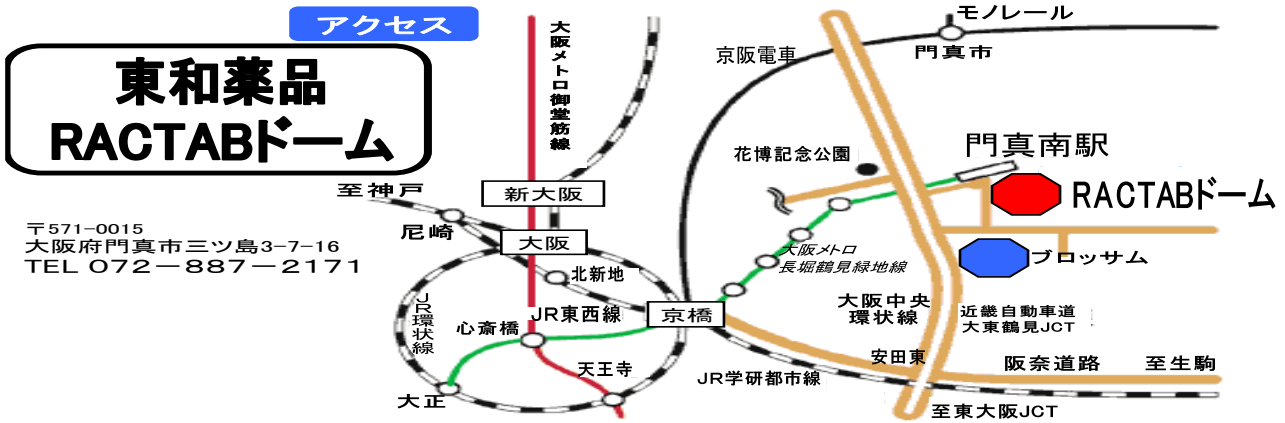 アクセス
東和薬品
RACTABドーム
〒571-0015
大阪府門真市三ツ島3-7-16
TEL 072－887－2171
大阪メトロ御堂筋線
モノレール
門真市
京阪電車
花博記念公園
門真南駅
RACTABドーム
至神戸
新大阪
尼崎
大阪
北新地
大阪メトロ
長堀鶴見緑地線
ブロッサム
JR環状線
心斎橋
JR東西線
京橋
大阪中央
環状線
近畿自動車道
大東鶴見JCT
安田東
阪奈道路
至生駒
天王寺
大正
JR学研都市線
至東大阪JCT